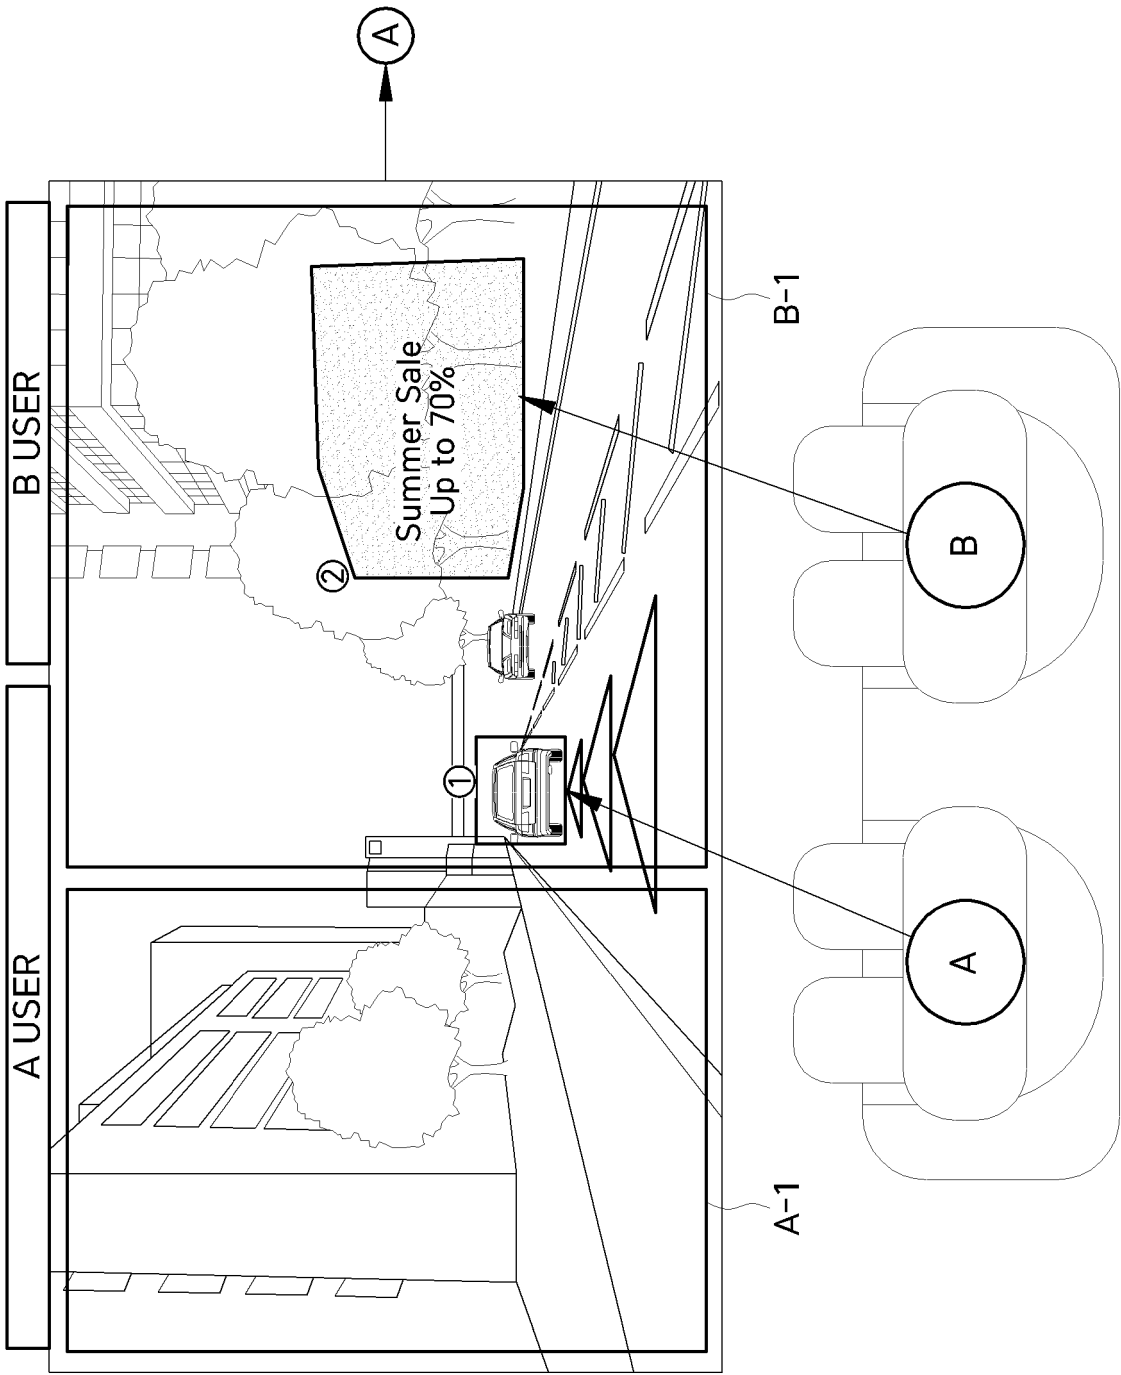 A USER
B USER
①
②
Summer Sale
Up to 70%
A
A-1
B-1
A
B